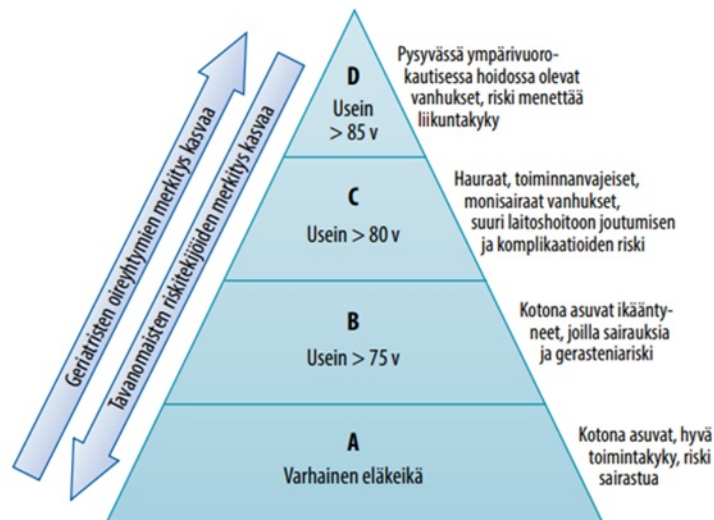 Geriatristen oireyhtymien merkitys kasvaa
Tavanomaisten riskitekijöiden merkitys kasvaa
D
Usein
> 85 v
Pysyvässä ympärivuoro-
kautisessa hoidossa olevat
vanhukset, riski menettää
liikuntakyky
C
Usein > 80 v
Hauraat, toiminnanvajeiset,
monisairaat vanhukset,
suuri laitoshoitoon joutumisen
ja komplikaatioiden riski
B
Usein > 75 v
Kotona asuvat ikäänty-
neet, joilla sairauksia
ja gerasteniariski
A
Varhainen eläkeikä
Kotona asuvat, hyvä
toimintakyky, riski
sairastua